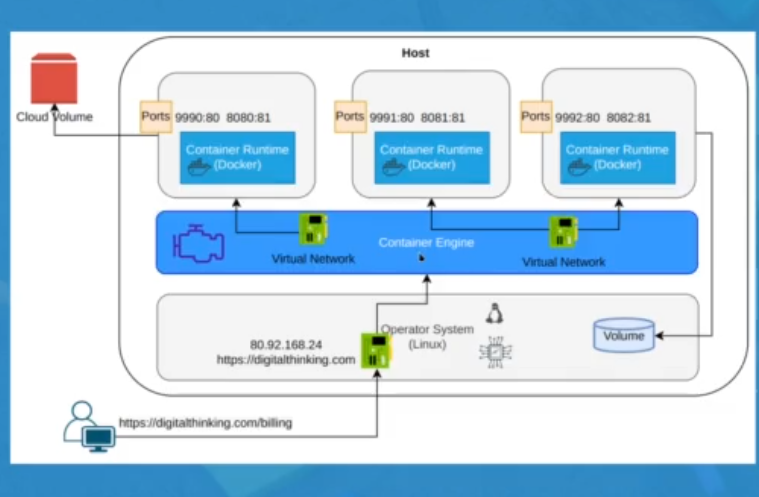 Host
Cloud Volume
Ports 9990:80 8080:81
Ports 9991:80 8081:81
Ports 9992:80 8082:81
Container Runtime
(Docker)
Container Runtime
(Docker)
Container Runtime
(Docker)
Container Engine
Virtual Network
Virtual Network
Operator System
(Linux)
80.92.168.24
https://digitalthinking.com
Volume
https://digitalthinking.com/billing